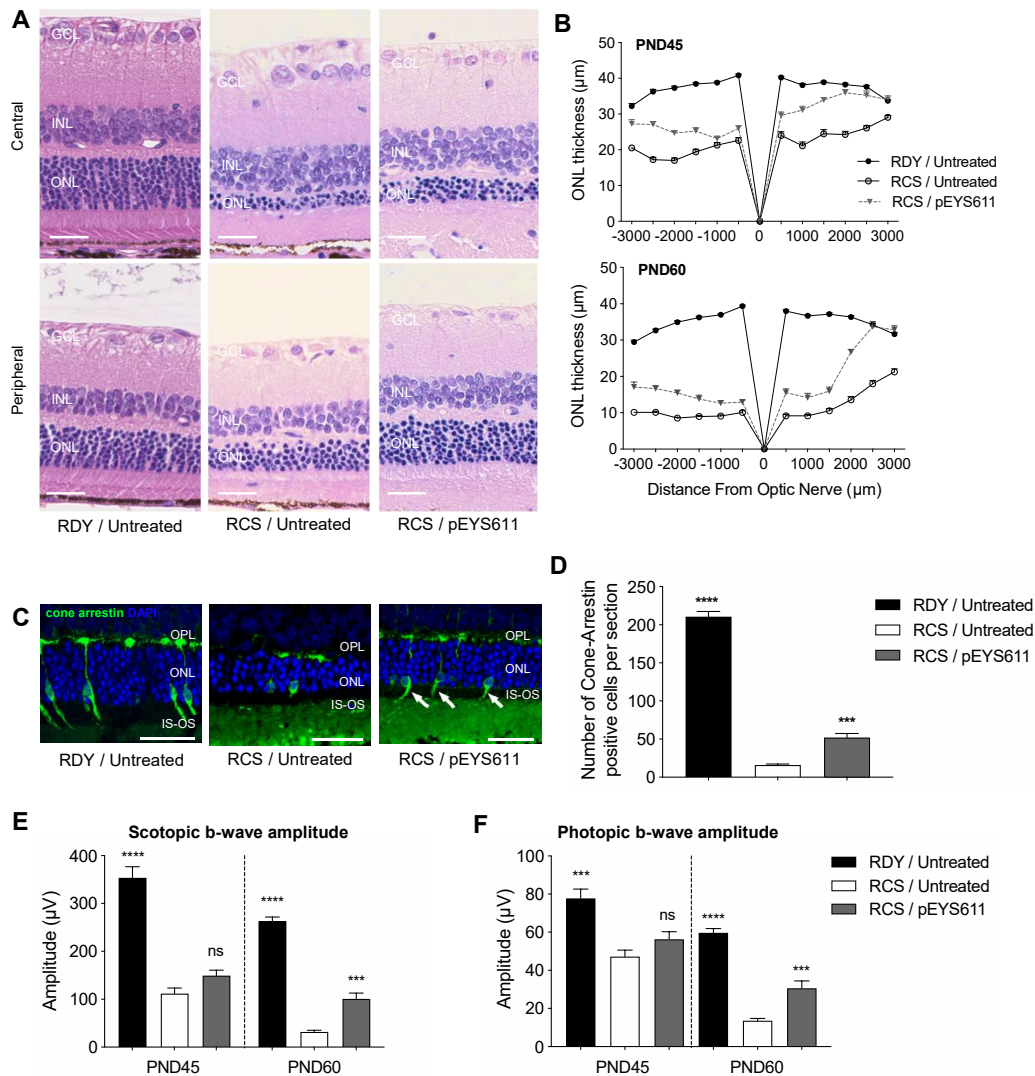 A
Central
GCL
INL
ONL
GCL
INL
ONL
GCL
INL
ONL
Peripheral
GCL
INL
ONL
GCL
INL
ONL
GCL
INL
ONL
RDY / Untreated
RCS / Untreated
RCS / pEYS611
B
PND45
ONL thickness (µm)
50
40
30
20
10
0
-3000 -2000 -1000 0 1000 2000 3000
RDY / Untreated
RCS / Untreated
RCS / pEYS611
PND60
ONL thickness (µm)
50
40
30
20
10
0
-3000 -2000 -1000 0 1000 2000 3000
Distance From Optic Nerve (µm)
C
cone arrestin DAPI
OPL
ONL
IS-OS
OPL
ONL
IS-OS
OPL
ONL
IS-OS
RDY / Untreated
RCS / Untreated
RCS / pEYS611
D
Number of Cone-Arrestin
positive cells per section
250
200
150
100
50
0
****
***
RDY / Untreated
RCS / Untreated
RCS / pEYS611
E
Scotopic b-wave amplitude
Amplitude (µV)
400
300
200
100
0
****
ns
****
***
PND45
PND60
F
Photopic b-wave amplitude
Amplitude (µV)
100
80
60
40
20
0
***
ns
****
***
PND45
PND60
RDY / Untreated
RCS / Untreated
RCS / pEYS611